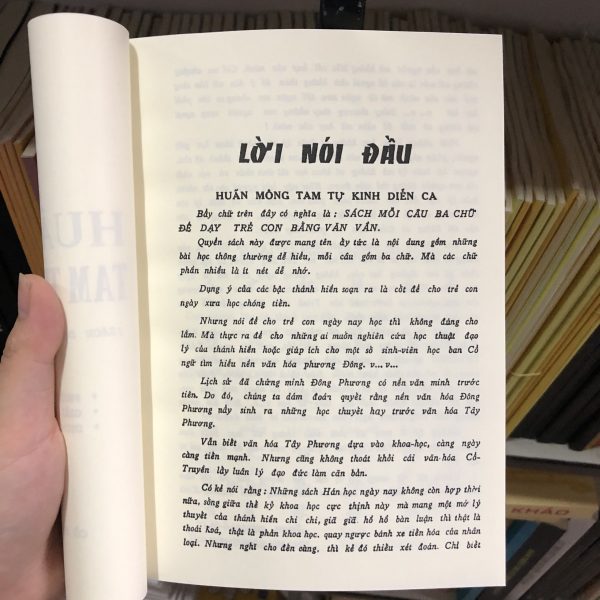 LỜI NÓI ĐẦU
HUẤN MÔNG TAM TỰ KINH DIỄN CA
Bẩy chữ trên đây có nghĩa là : SÁCH MỖI CÂU BA CHỮ
ĐỂ DẠY TRẺ CON BẰNG VĂN VẦN.
Quyển sách này được mang tên ấy tức là nội dung gồm những
bài học thông thường dễ hiểu, mỗi câu gồm ba chữ. Mà các chữ
phần nhiều là ít nét dễ nhớ.
Dụng ý của các bậc thánh hiền soạn ra là cốt để cho trẻ con
ngày xưa học chóng tiến.
Nhưng nói để cho trẻ con ngày nay học thì không đáng cho
lắm. Mà thực ra để cho những ai muốn nghiên cứu học thuật đạo
lý của thánh hiền hoặc giúp ích cho một số sinh-viên học ban Cổ
ngữ tìm hiểu nền văn hóa phương Đông. v... v...
Lịch sử đã chứng minh Đông Phương có nền văn minh trước
tiên. Do đó, chúng ta dám đoán quyết rằng nền văn hóa Đông
Phương nẩy sinh ra những học thuyết hay trước văn hóa Tây
Phương.
Vẫn biết văn hóa Tây Phương dựa vào khoa-học, càng ngày
càng tiến mạnh. Nhưng cũng không thoát khỏi cái văn-hóa Cổ-
Truyền lấy luân lý đạo đức làm căn bản.
Có kẻ nói rằng : Những sách Hán học ngày nay không còn hợp thời
nữa, sống giữa thế kỷ khoa học cực thịnh này mà mang một mớ lý
thuyết của thánh hiền chi chi, giã giã hồ hồ bàn luận thì thật là
thoái hoá, thật là phản khoa học. quay ngược bánh xe tiến hóa của nhân
loại. Nhưng nghĩ cho đến cùng, thì kẻ đó thiếu xét đoán. Chỉ biết
HUẤ
TAM
KHẢO